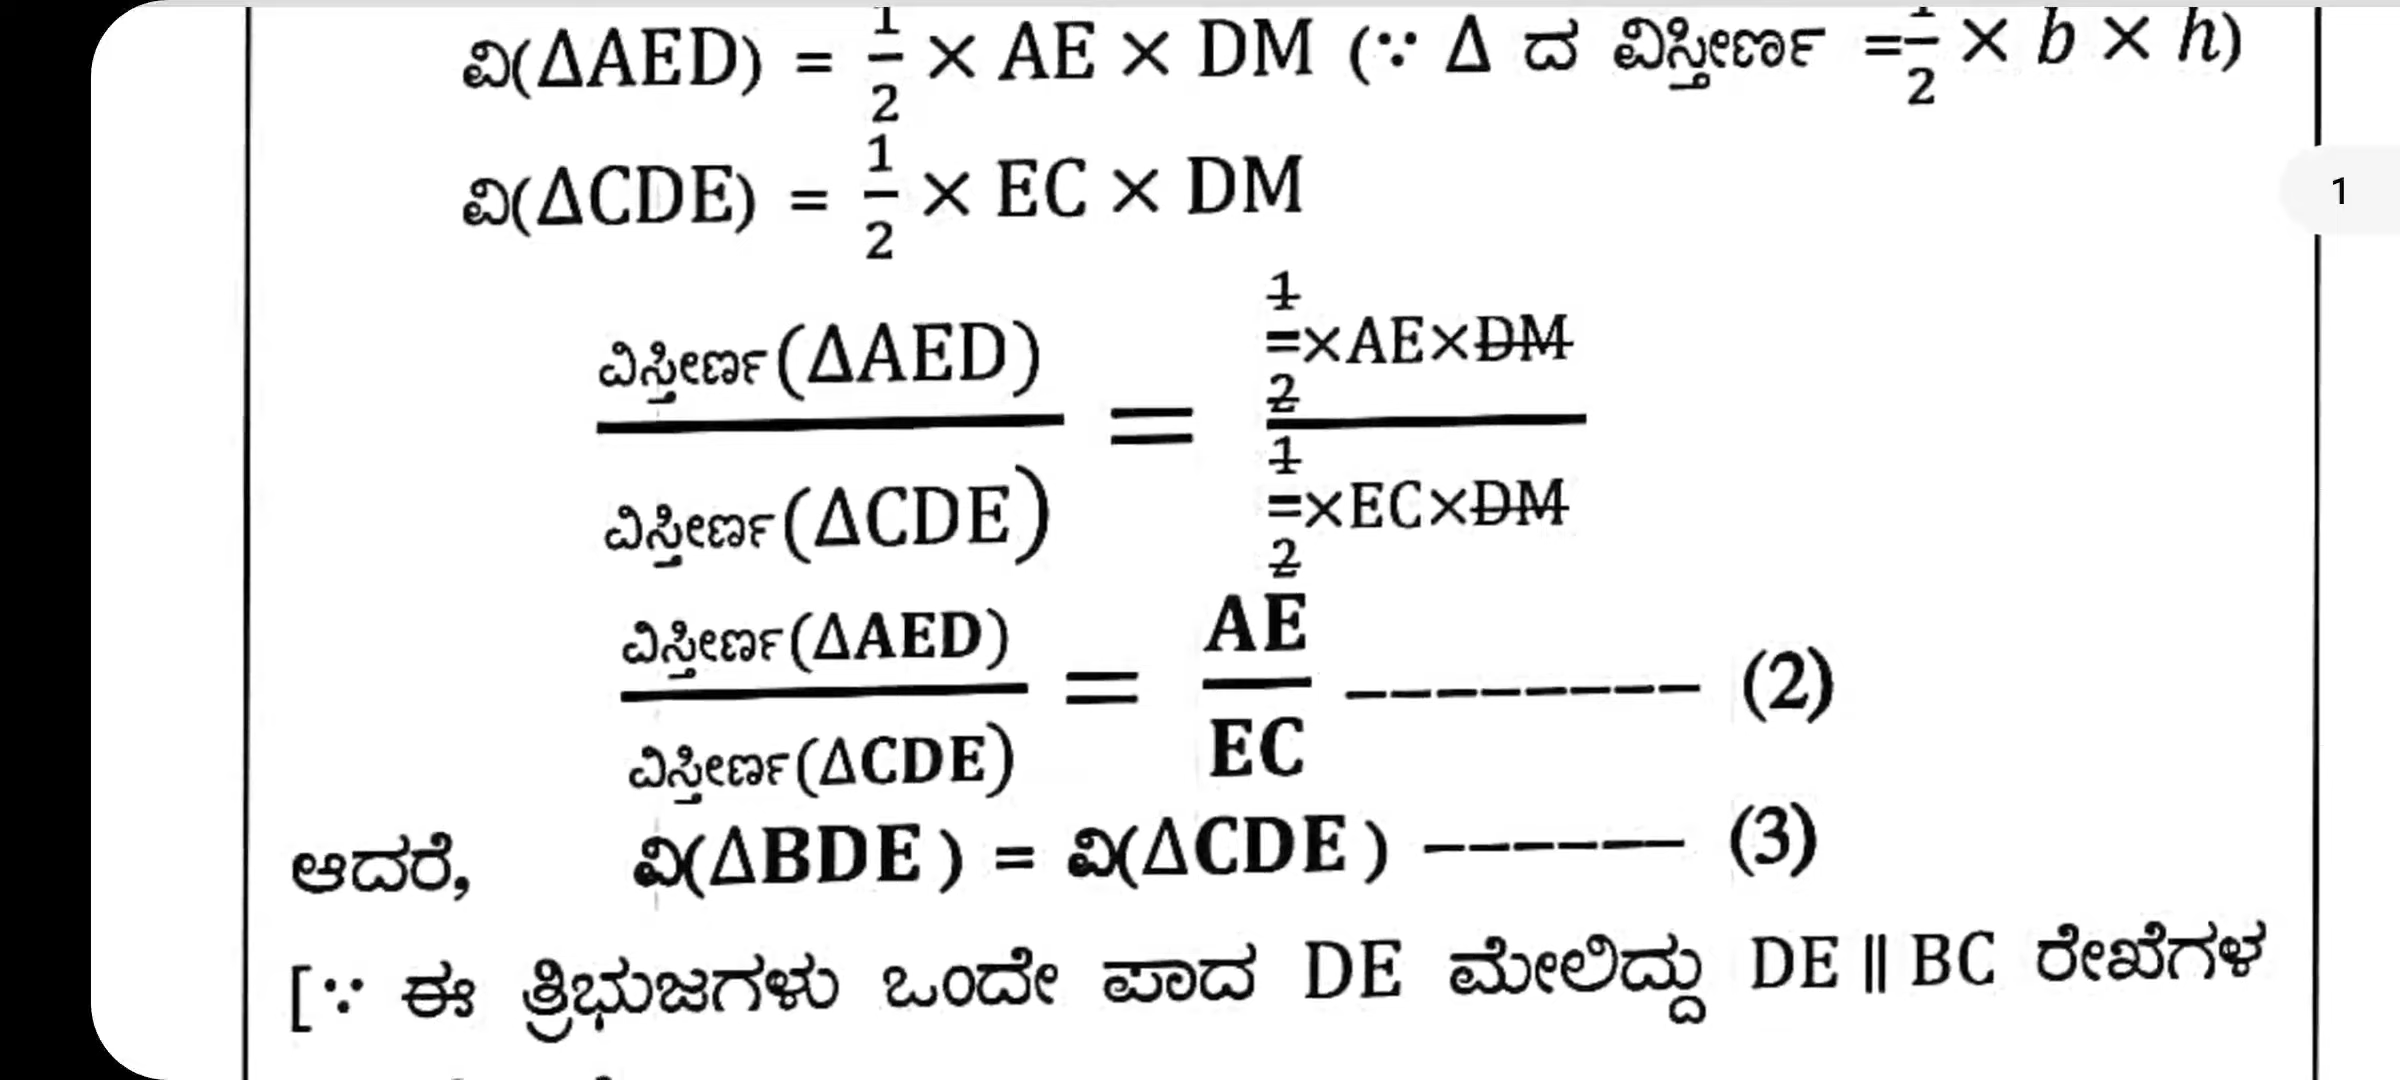 ವಿ(ΔAED) = 1/2 × AE × DM (∵ Δ ದ ವಿಸ್ತೀರ್ಣ = 1/2 × b × h)
1
ವಿ(ΔCDE) = 1/2 × EC × DM
ವಿಸ್ತೀರ್ಣ(ΔAED) / ವಿಸ್ತೀರ್ಣ(ΔCDE) = 1/2×AE×DM / 1/2×EC×DM
ವಿಸ್ತೀರ್ಣ(ΔAED) / ವಿಸ್ತೀರ್ಣ(ΔCDE) = AE / EC -------- (2)
ಆದರೆ, ವಿ(ΔBDE ) = ವಿ(ΔCDE ) ------ (3)
[∵ ಈ ತ್ರಿಭುಜಗಳು ಒಂದೇ ಪಾದ DE ಮೇಲಿದ್ದು DE ∥ BC ರೇಖೆಗಳ